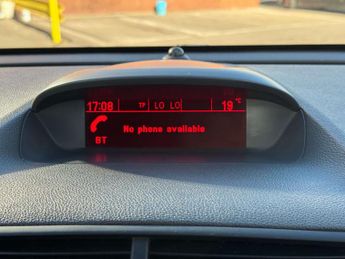 17:08 TP LO LO 19 °C
No phone available
BT